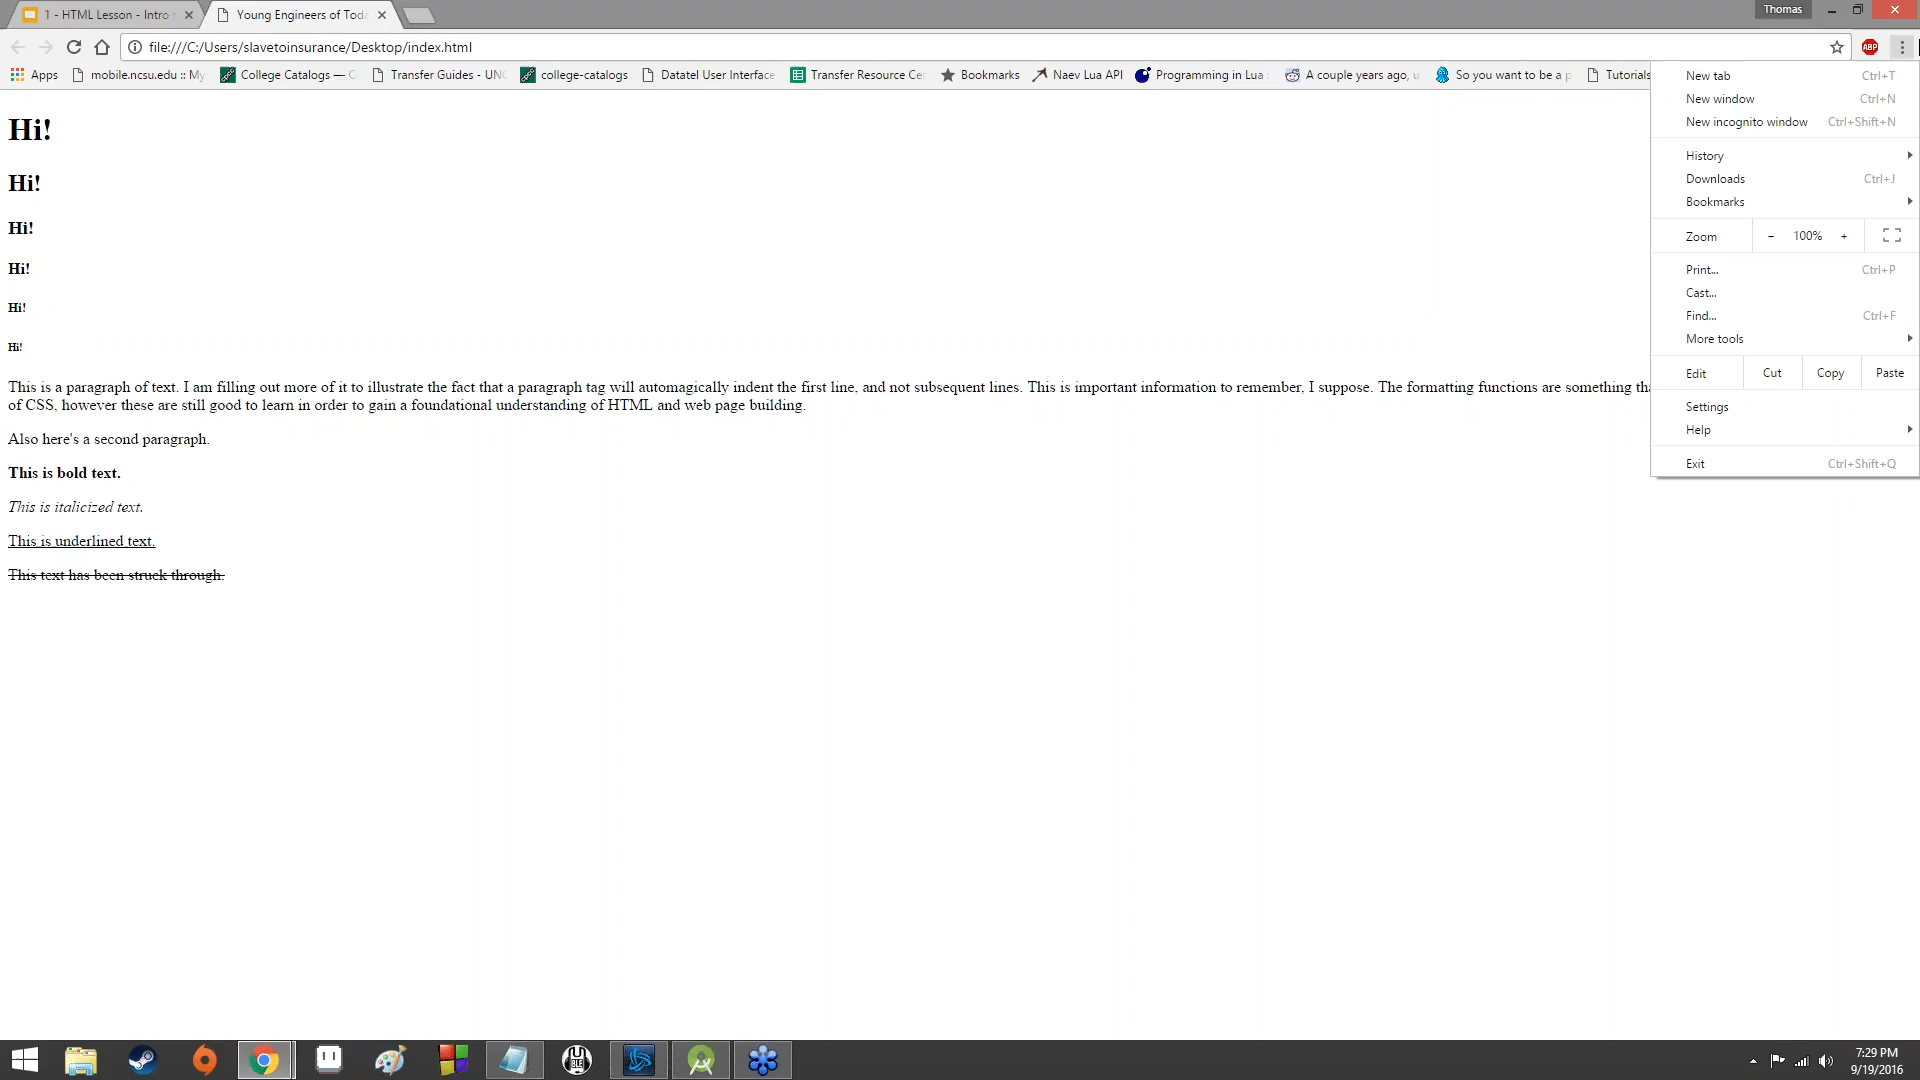 1 - HTML Lesson - Intro
Young Engineers of Toda
Thomas
file:///C:/Users/slavetoinsurance/Desktop/index.html
ABP
Apps
mobile.ncsu.edu :: My
College Catalogs — C
Transfer Guides - UNC
college-catalogs
Datatel User Interface
Transfer Resource Ce
Bookmarks
Naev Lua API
Programming in Lua :
A couple years ago, u
So you want to be a p
Tutorials
New tab Ctrl+T
New window Ctrl+N
New incognito window Ctrl+Shift+N
History
Downloads Ctrl+J
Bookmarks
Zoom - 100% +
Print... Ctrl+P
Cast...
Find... Ctrl+F
More tools
Edit Cut Copy Paste
Settings
Help
Exit Ctrl+Shift+Q
Hi!
Hi!
Hi!
Hi!
Hi!
Hi!
This is a paragraph of text. I am filling out more of it to illustrate the fact that a paragraph tag will automagically indent the first line, and not subsequent lines. This is important information to remember, I suppose. The formatting functions are something tha
of CSS, however these are still good to learn in order to gain a foundational understanding of HTML and web page building.
Also here's a second paragraph.
This is bold text.
This is italicized text.
This is underlined text.
This text has been struck through.
7:29 PM
9/19/2016